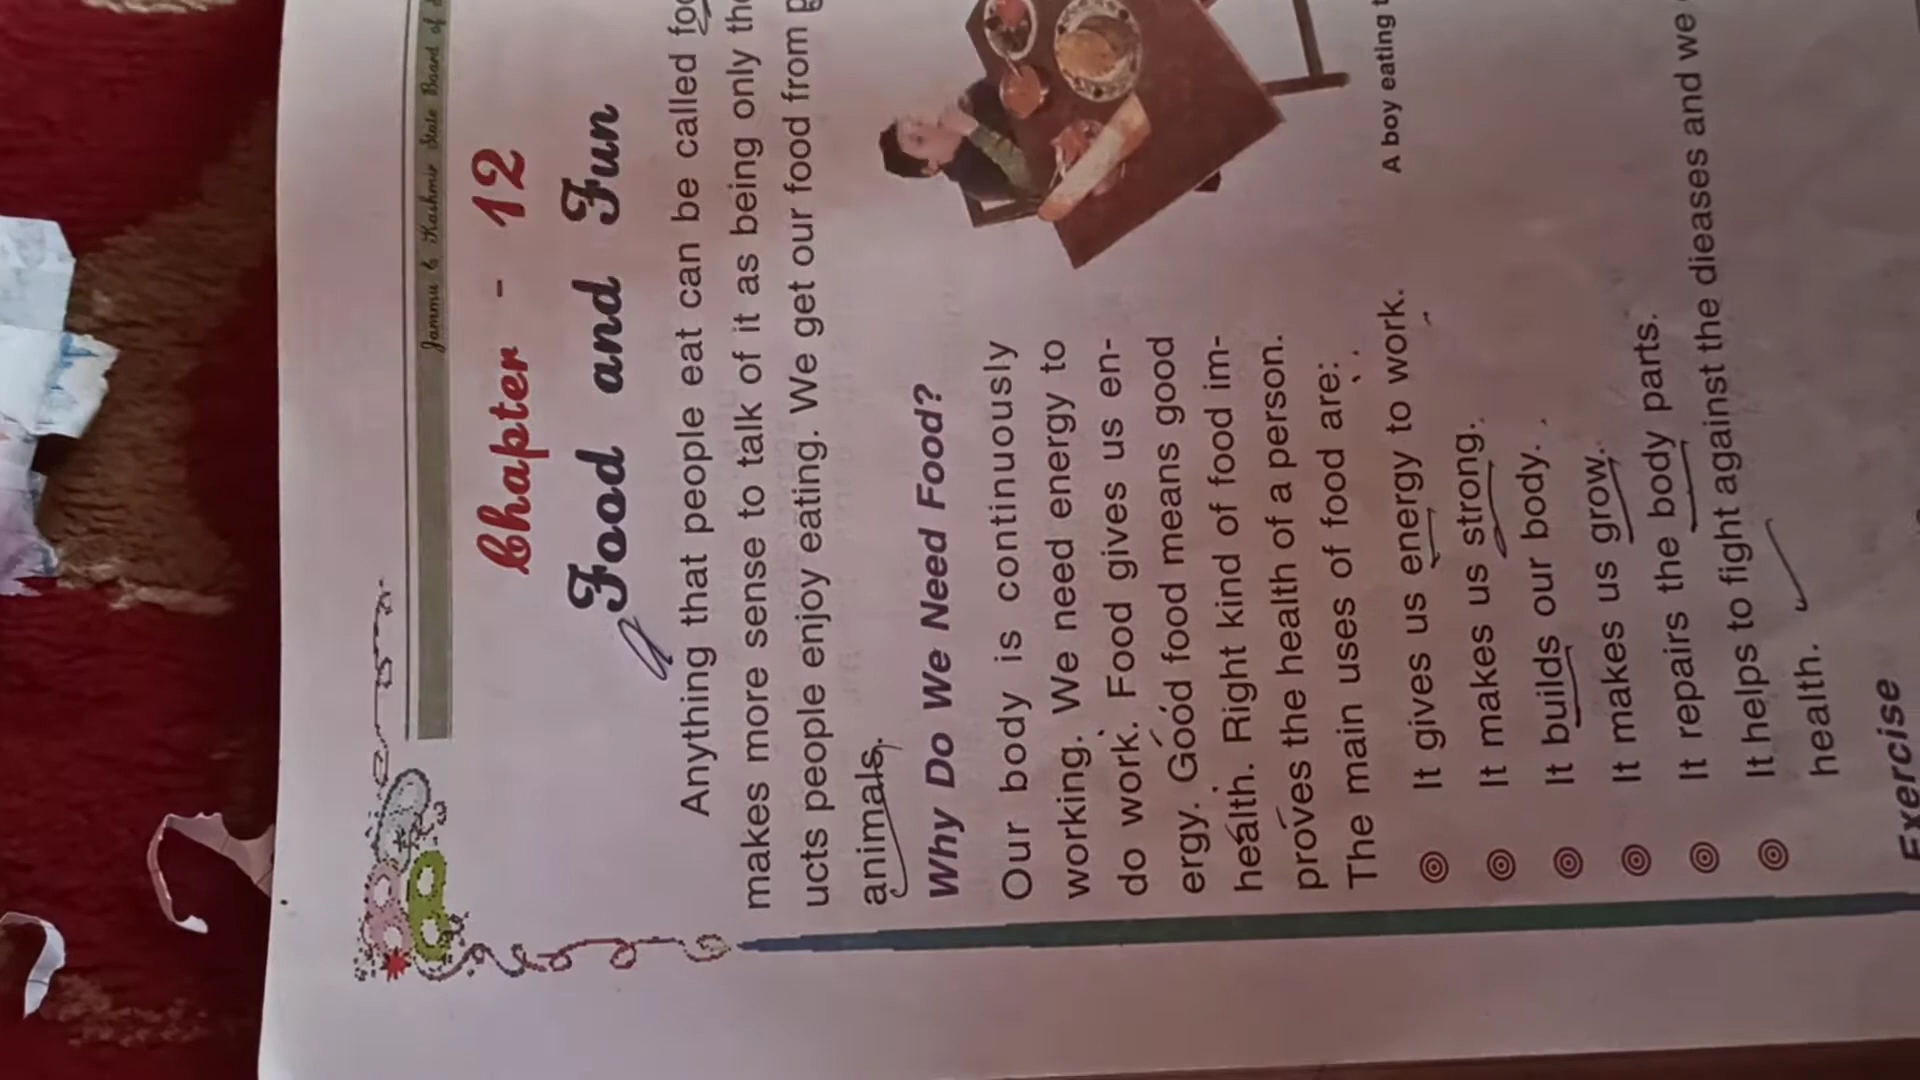 Jammu & Kashmir State Board of
Chapter - 12
Food and Fun
Anything that people eat can be called
makes more sense to talk of it as being only
ucts people enjoy eating. We get our food from
animals.
Why Do We Need Food?
Our body is continuously
working. We need energy to
do work. Food gives us en-
ergy. Good food means good
health. Right kind of food im-
proves the health of a person.
The main uses of food are:
A boy eating
It gives us energy to work.
It makes us strong.
It builds our body.
It makes us grow.
It repairs the body parts.
It helps to fight against the dieases and we
health.
Exercise